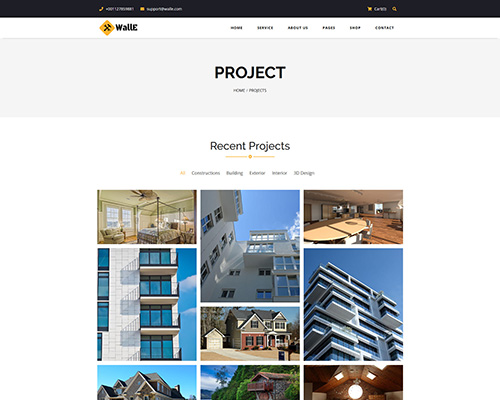 +001127859881 support@walle.com Cart(0)
WallE HOME SERVICE ABOUT US PAGES SHOP CONTACT
PROJECT
HOME / PROJECTS
Recent Projects
All Constructions Building Exterior Interior 3D Design